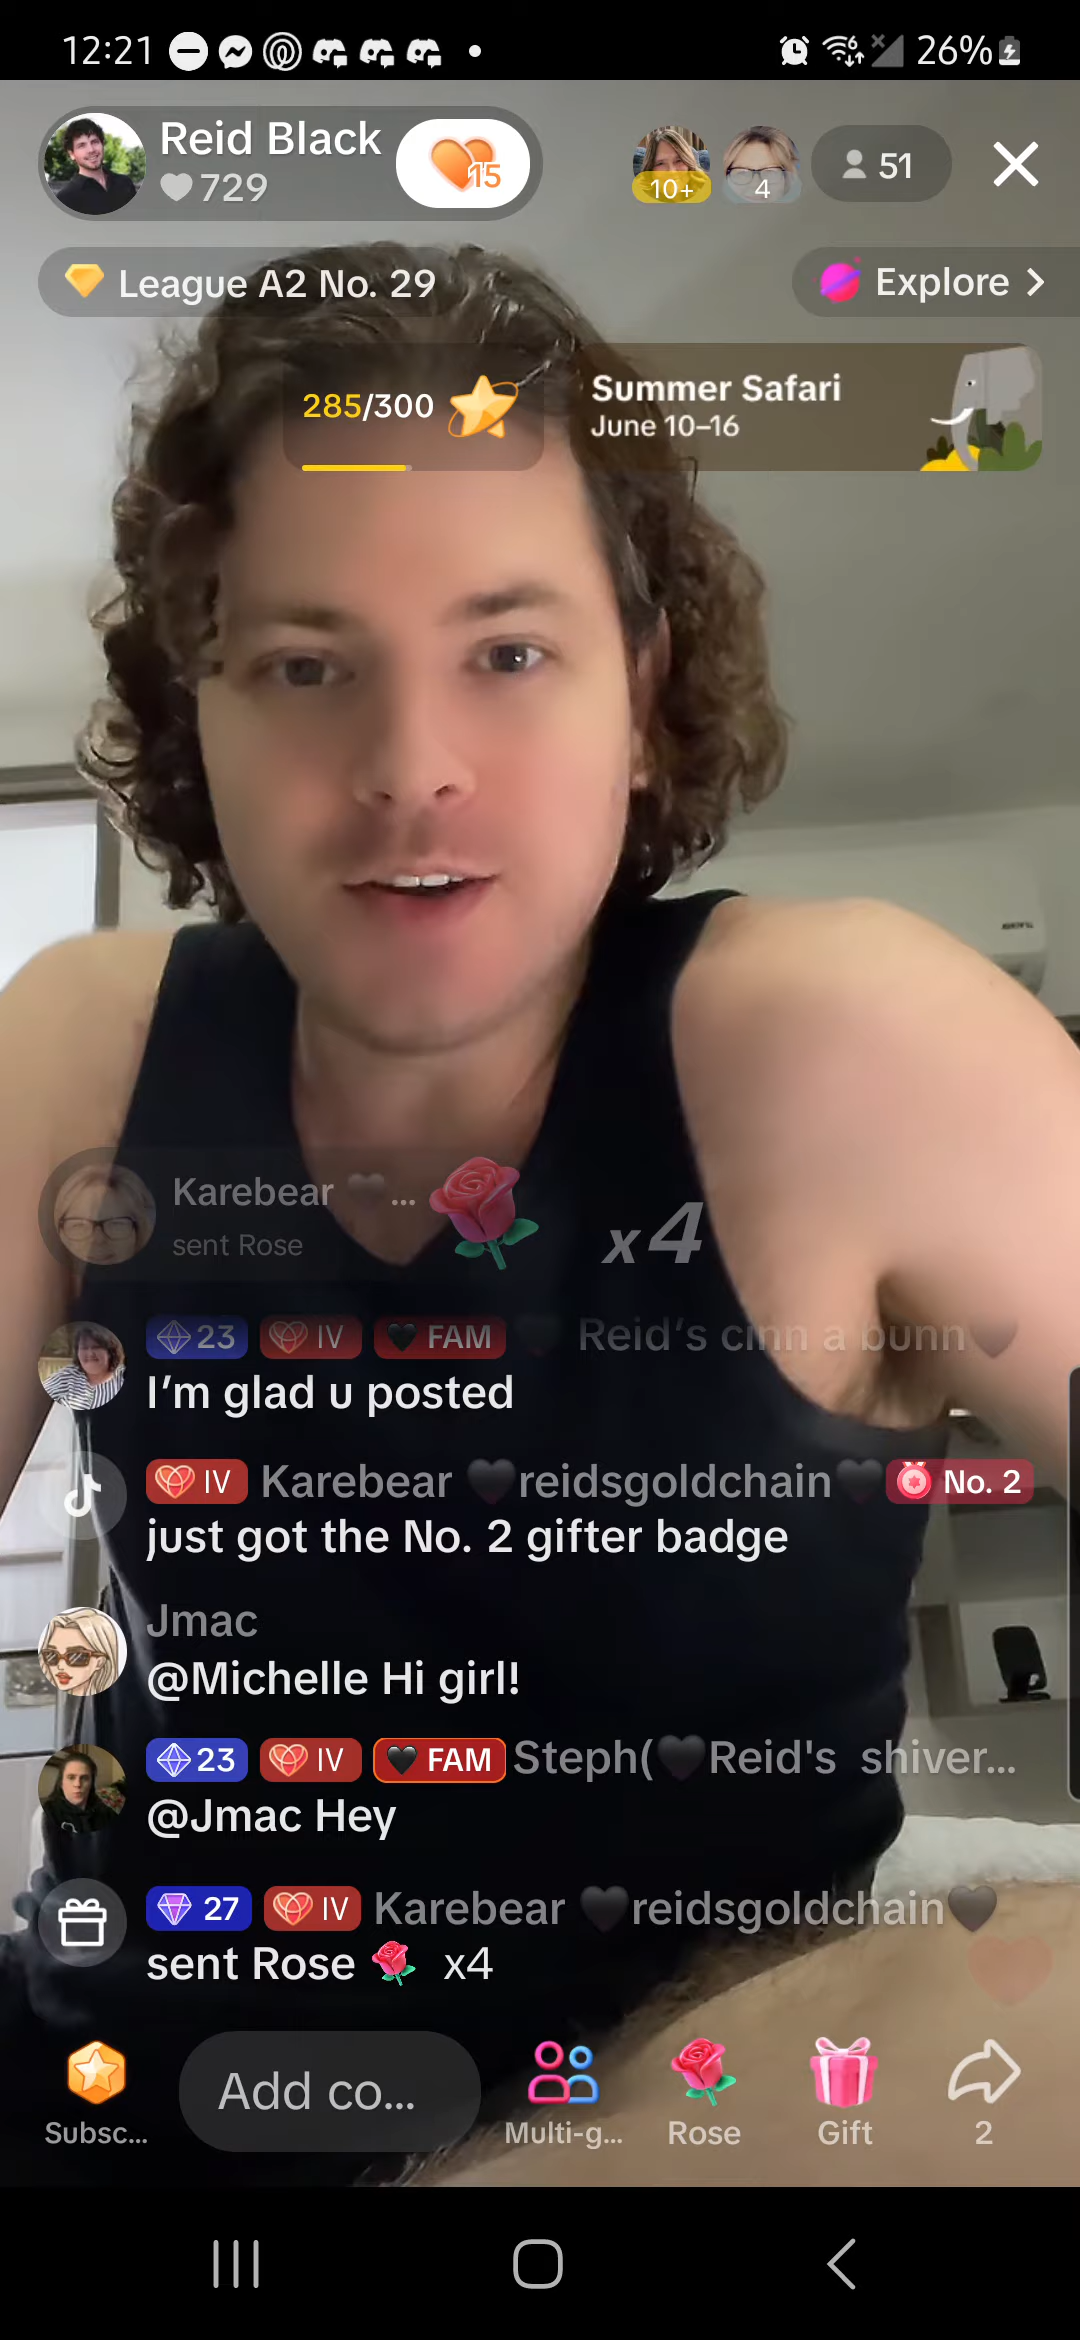 12:21
26%
Reid Black
729
15
10+
4
51
League A2 No. 29
Explore
285/300
Summer Safari
June 10–16
Karebear 🖤...
sent Rose
x4
23 IV 🖤 FAM 🖤 Reid’s cinn a bunn🖤
I’m glad u posted
IV Karebear 🖤reidsgoldchain🖤 No. 2
just got the No. 2 gifter badge
Jmac
@Michelle Hi girl!
23 IV 🖤 FAM Steph(🖤Reid's shiver...
@Jmac Hey
27 IV Karebear 🖤reidsgoldchain🖤
sent Rose 🌹 x4
Subsc...
Add co...
Multi-g...
Rose
Gift
2